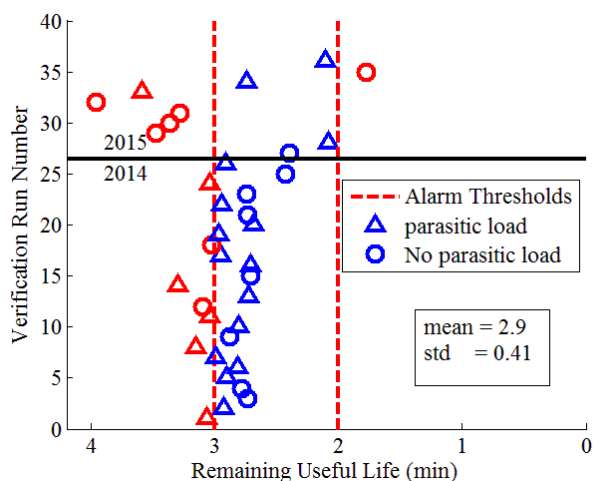 40
35
30
25
20
15
10
5
0
Verification Run Number
2015
2014
Alarm Thresholds
parasitic load
No parasitic load
mean = 2.9
std = 0.41
4 3 2 1 0
Remaining Useful Life (min)